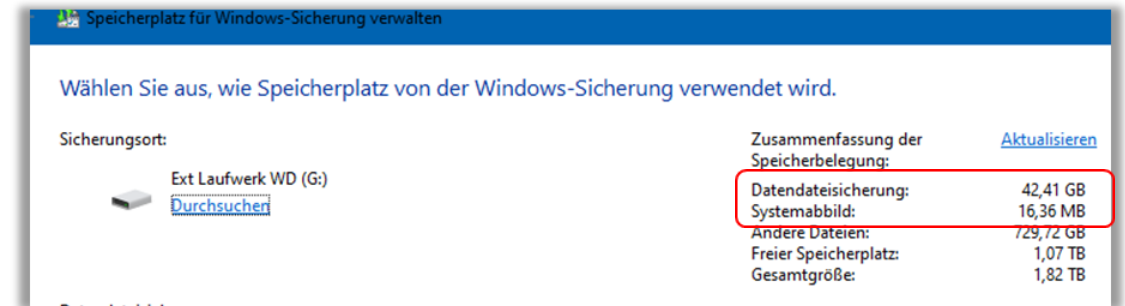 Speicherplatz für Windows-Sicherung verwalten
Wählen Sie aus, wie Speicherplatz von der Windows-Sicherung verwendet wird.
Sicherungsort:
Ext Laufwerk WD (G:)
Durchsuchen
Zusammenfassung der Aktualisieren
Speicherbelegung:
Datendateisicherung: 42,41 GB
Systemabbild: 16,36 MB
Andere Dateien: 729,72 GB
Freier Speicherplatz: 1,07 TB
Gesamtgröße: 1,82 TB